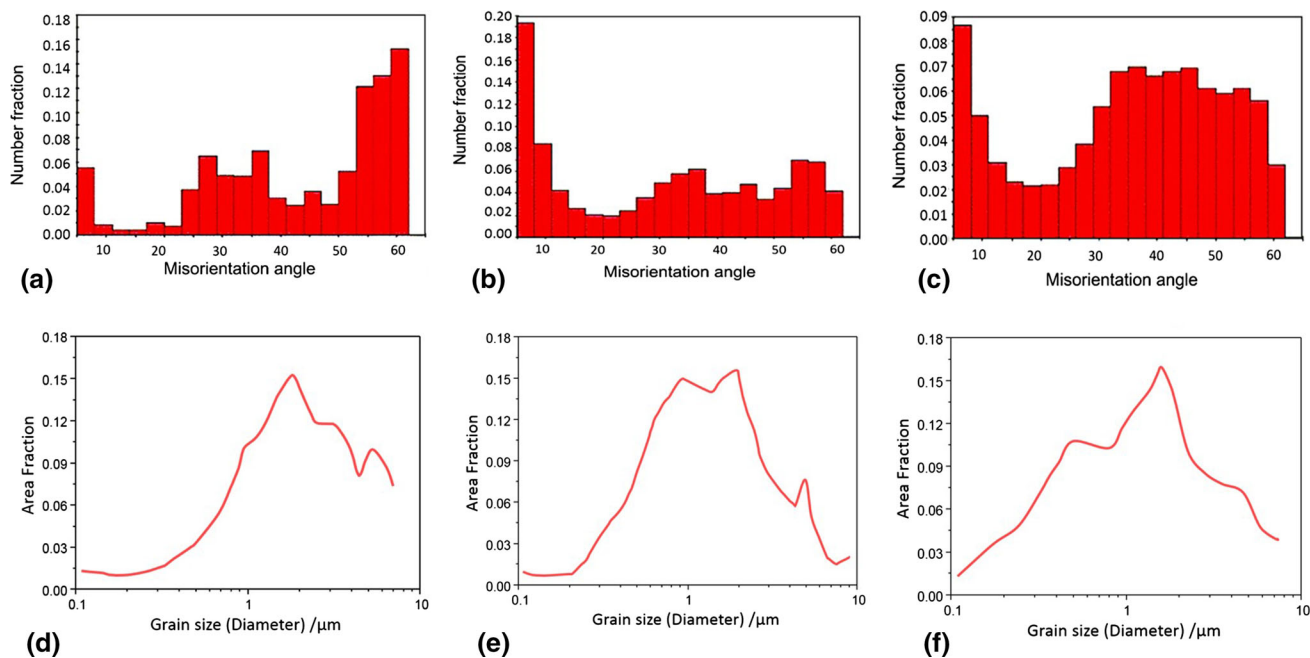 0.18
0.16
0.14
0.12
0.10
0.08
0.06
0.04
0.02
0.00
Number fraction
10 20 30 40 50 60
Misorientation angle
(a)
0.20
0.18
0.16
0.14
0.12
0.10
0.08
0.06
0.04
0.02
0.00
Number fraction
10 20 30 40 50 60
Misorientation angle
(b)
0.09
0.08
0.07
0.06
0.05
0.04
0.03
0.02
0.01
0.00
Number fraction
10 20 30 40 50 60
Misorientation angle
(c)
0.18
0.15
0.12
0.09
0.06
0.03
0.00
Area Fraction
0.1 1 10
Grain size (Diameter) /μm
(d)
0.18
0.15
0.12
0.09
0.06
0.03
0.00
Area Fraction
0.1 1 10
Grain size (Diameter) /μm
(e)
0.18
0.15
0.12
0.09
0.06
0.03
0.00
Area Fraction
0.1 1 10
Grain size (Diameter) /μm
(f)